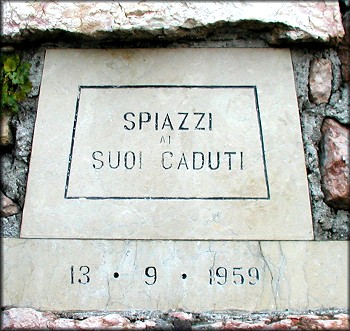 SPIAZZI
AI
SUOI CADUTI
13 • 9 • 1959